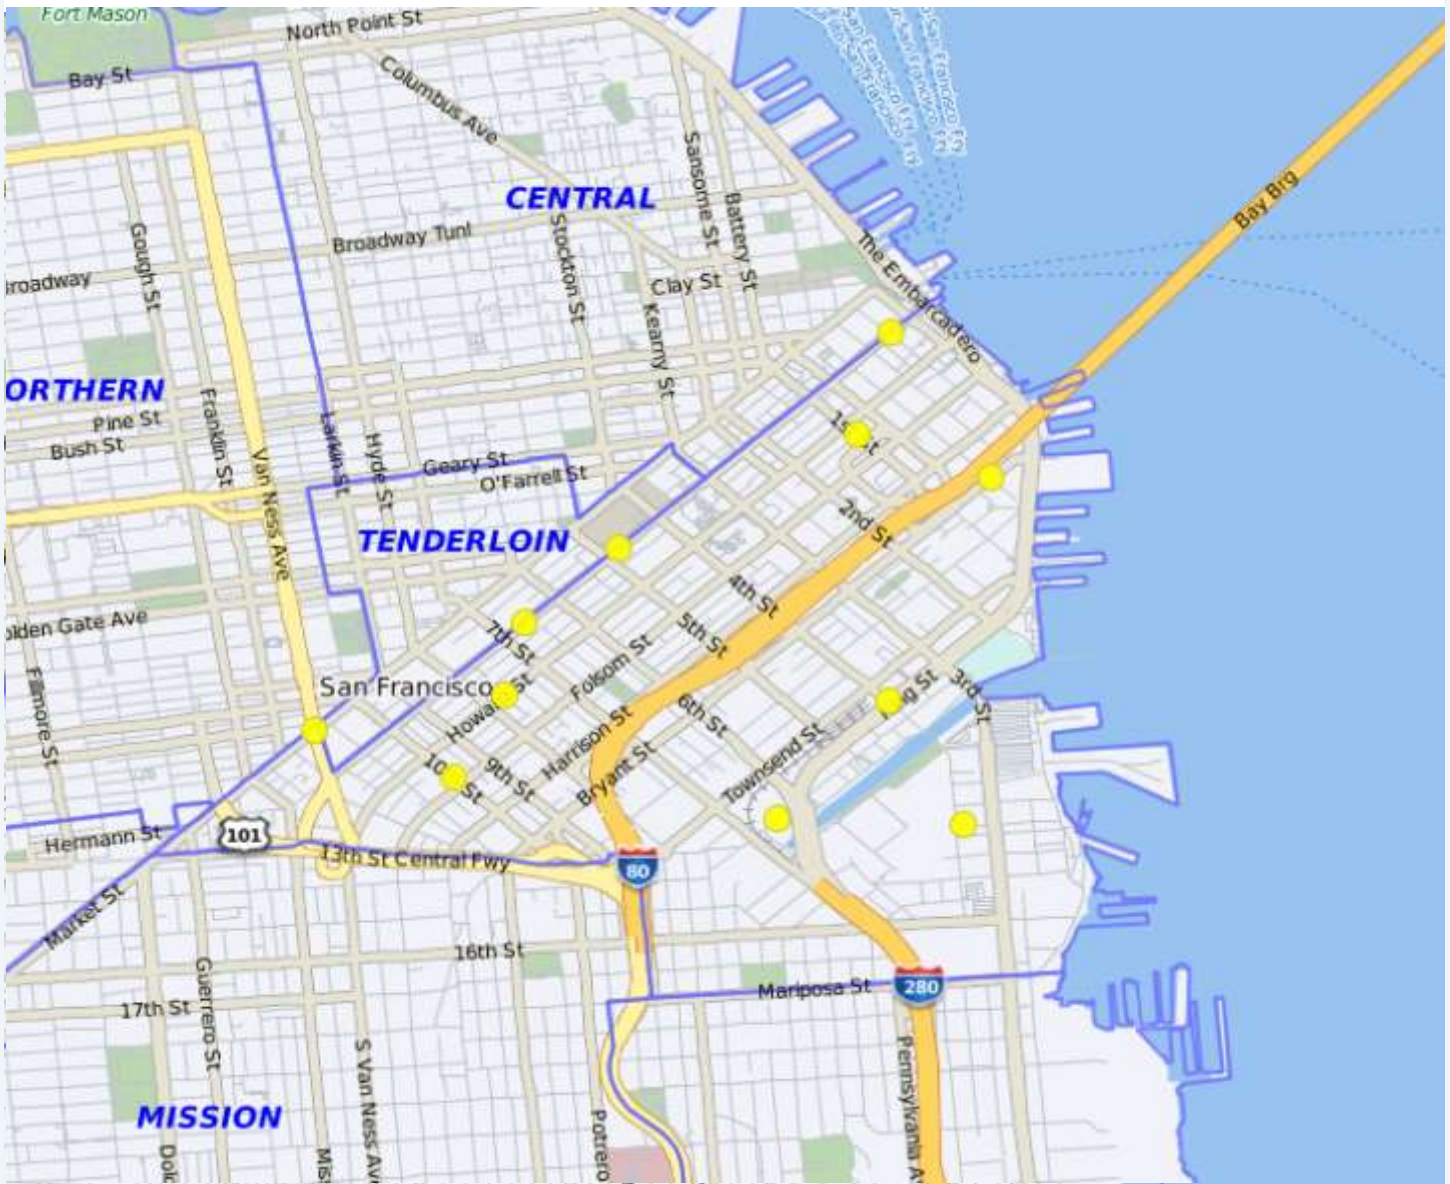 Fort Mason
North Point St
Bay St
Columbus Ave
Sansome St
Battery St
CENTRAL
Stockton St
Gough St
Broadway Tunl
roadway
Clay St
The Embarcadero
Bay Brg
Kearny St
ORTHERN
Pine St
Bush St
Franklin St
Larkin St
Hyde St
Van Ness Ave
Geary St
O'Farrell St
TENDERLOIN
2nd St
4th St
5th St
7th St
Folsom St
olden Gate Ave
Fillmore St
San Francisco
3rd St
6th St
Harrison St
Bryant St
Townsend St
9th St
Hermann St
101
13th St Central Fwy
80
Market St
16th St
280
Mariposa St
17th St
Guerrero St
S Van Ness Av
Pennsylvania A
MISSION
Potrero
Dol
Mis